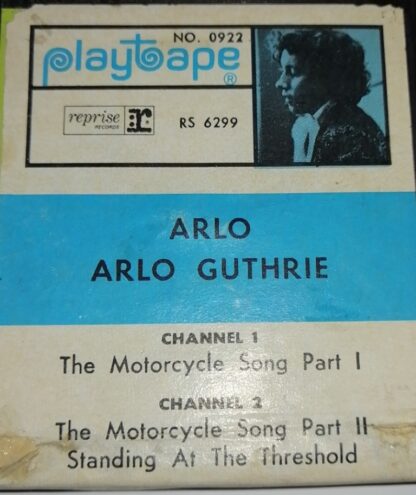 NO. 0922
playtape ®
reprise RECORDS r: RS 6299
ARLO
ARLO GUTHRIE
CHANNEL 1
The Motorcycle Song Part I
CHANNEL 2
The Motorcycle Song Part II
Standing At The Threshold